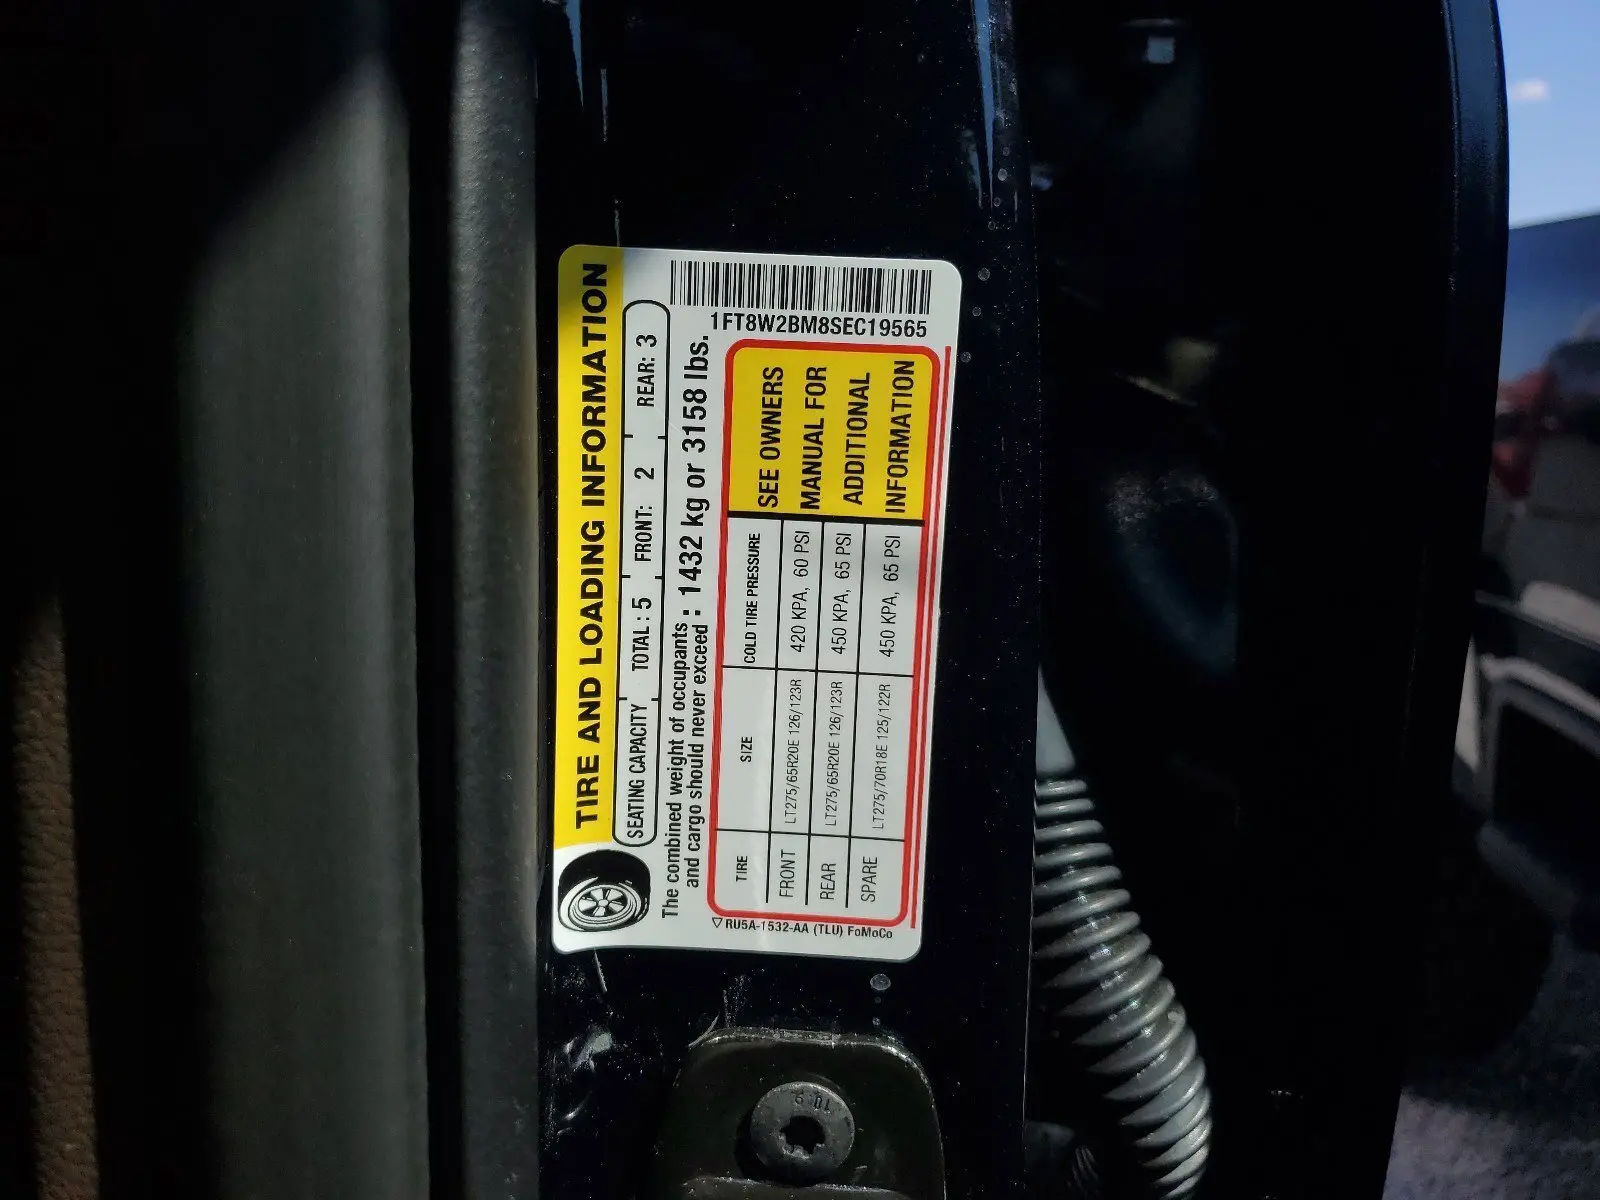 TIRE AND LOADING INFORMATION
SEATING CAPACITY TOTAL : 5 FRONT: 2 REAR: 3
The combined weight of occupants
and cargo should never exceed : 1432 kg or 3158 lbs.
1FT8W2BM8SEC19565
TIRE SIZE COLD TIRE PRESSURE
FRONT LT275/65R20E 126/123R 420 KPA, 60 PSI
REAR LT275/65R20E 126/123R 450 KPA, 65 PSI
SPARE LT275/70R18E 125/122R 450 KPA, 65 PSI
SEE OWNERS
MANUAL FOR
ADDITIONAL
INFORMATION
▽ RU5A-1532-AA (TLU) FoMoCo